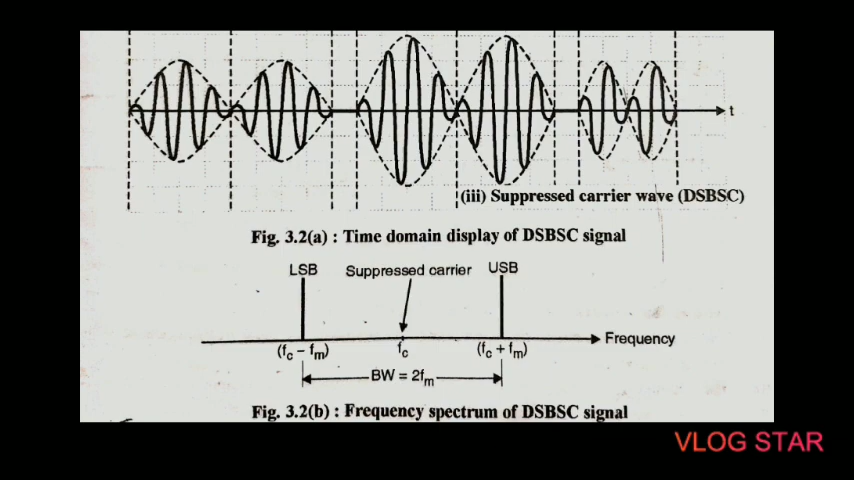 t
(iii) Suppressed carrier wave (DSBSC)
Fig. 3.2(a) : Time domain display of DSBSC signal
LSB Suppressed carrier USB
Frequency
(fc – fm) fc (fc + fm)
BW = 2fm
Fig. 3.2(b) : Frequency spectrum of DSBSC signal
VLOG STAR